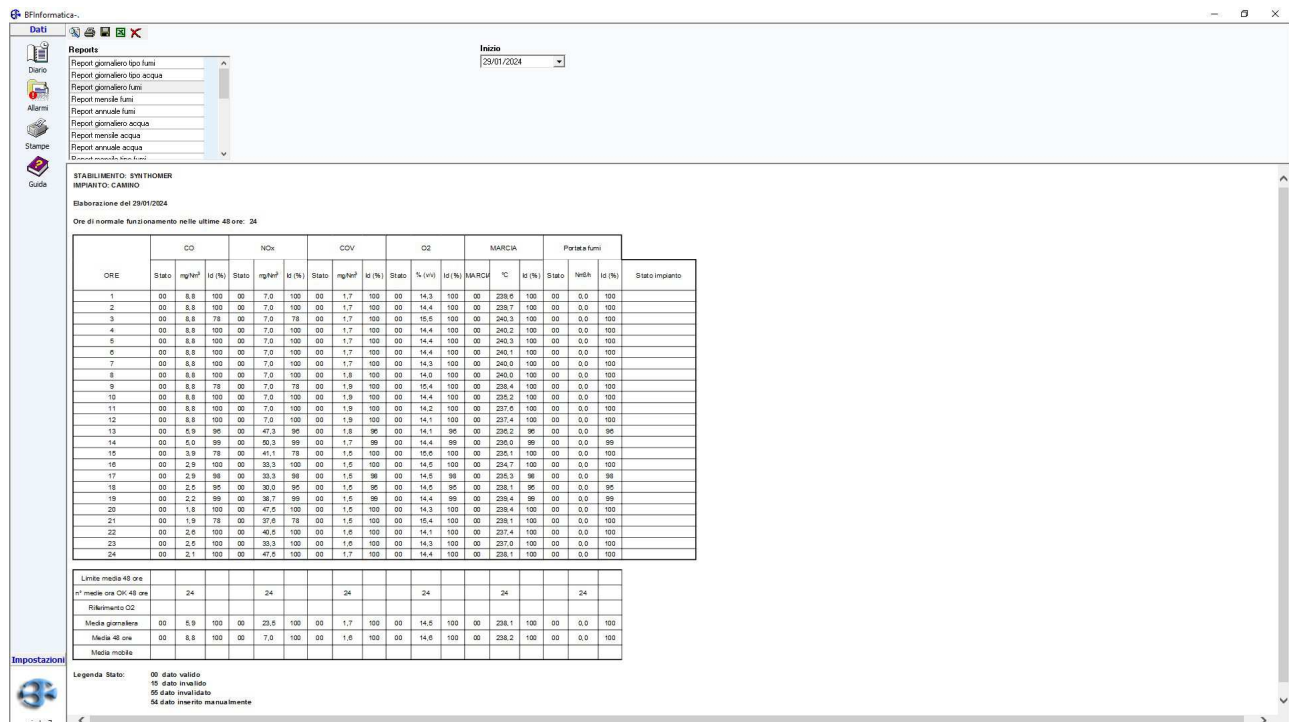 BFInformatica-.
Dati
Diario
Allarmi
Stampe
Guida
Impostazioni
Reports
Report giornaliero tipo fumi
Report giornaliero tipo acqua
Report giornaliero fumi
Report mensile fumi
Report annuale fumi
Report giornaliero acqua
Report mensile acqua
Report annuale acqua
Report mensile tipo fumi
Inizio
29/01/2024
STABILIMENTO: SYNTHOMER
IMPIANTO: CAMINO
Elaborazione del 29/01/2024
Ore di normale funzionamento nelle ultime 48 ore: 24
CO NOx COV O2 MARCIA Portata fumi
ORE Stato mg/Nm³ Id (%) Stato mg/Nm³ Id (%) Stato mg/Nm³ Id (%) Stato % (v/v) Id (%) MARCIA °C Id (%) Stato Nm3/h Id (%) Stato impianto
1 00 8,8 100 00 7,0 100 00 1,7 100 00 14,3 100 00 239,6 100 00 0,0 100
2 00 8,8 100 00 7,0 100 00 1,7 100 00 14,4 100 00 239,7 100 00 0,0 100
3 00 8,8 78 00 7,0 78 00 1,7 100 00 15,5 100 00 240,3 100 00 0,0 100
4 00 8,8 100 00 7,0 100 00 1,7 100 00 14,4 100 00 240,2 100 00 0,0 100
5 00 8,8 100 00 7,0 100 00 1,7 100 00 14,4 100 00 240,3 100 00 0,0 100
6 00 8,8 100 00 7,0 100 00 1,7 100 00 14,4 100 00 240,1 100 00 0,0 100
7 00 8,8 100 00 7,0 100 00 1,7 100 00 14,3 100 00 240,0 100 00 0,0 100
8 00 8,8 100 00 7,0 100 00 1,8 100 00 14,0 100 00 240,0 100 00 0,0 100
9 00 8,8 78 00 7,0 78 00 1,9 100 00 15,4 100 00 238,4 100 00 0,0 100
10 00 8,8 100 00 7,0 100 00 1,9 100 00 14,4 100 00 235,2 100 00 0,0 100
11 00 8,8 100 00 7,0 100 00 1,9 100 00 14,2 100 00 237,6 100 00 0,0 100
12 00 8,8 100 00 7,0 100 00 1,9 100 00 14,1 100 00 237,4 100 00 0,0 100
13 00 5,9 96 00 47,3 96 00 1,8 96 00 14,1 96 00 236,2 96 00 0,0 96
14 00 5,0 99 00 50,3 99 00 1,7 99 00 14,4 99 00 236,0 99 00 0,0 99
15 00 3,9 78 00 41,1 78 00 1,5 100 00 15,6 100 00 235,1 100 00 0,0 100
16 00 2,9 100 00 33,3 100 00 1,5 100 00 14,5 100 00 234,7 100 00 0,0 100
17 00 2,9 98 00 33,3 98 00 1,5 98 00 14,5 98 00 235,3 98 00 0,0 98
18 00 2,5 95 00 30,0 95 00 1,5 95 00 14,5 95 00 238,1 95 00 0,0 95
19 00 2,2 99 00 38,7 99 00 1,5 99 00 14,4 99 00 239,4 99 00 0,0 99
20 00 1,8 100 00 47,5 100 00 1,5 100 00 14,3 100 00 239,4 100 00 0,0 100
21 00 1,9 78 00 37,6 78 00 1,5 100 00 15,4 100 00 239,1 100 00 0,0 100
22 00 2,6 100 00 40,5 100 00 1,6 100 00 14,1 100 00 237,4 100 00 0,0 100
23 00 2,5 100 00 33,3 100 00 1,6 100 00 14,3 100 00 237,0 100 00 0,0 100
24 00 2,1 100 00 47,5 100 00 1,7 100 00 14,4 100 00 238,1 100 00 0,0 100
Limite media 48 ore
n° medie ora OK 48 ore 24 24 24 24 24 24
Riferimento O2
Media giornaliera 00 5,9 100 00 23,5 100 00 1,7 100 00 14,5 100 00 238,1 100 00 0,0 100
Media 48 ore 00 8,8 100 00 7,0 100 00 1,6 100 00 14,6 100 00 238,2 100 00 0,0 100
Media mobile
Legenda Stato: 00 dato valido
15 dato invalido
55 dato invalidato
54 dato inserito manualmente